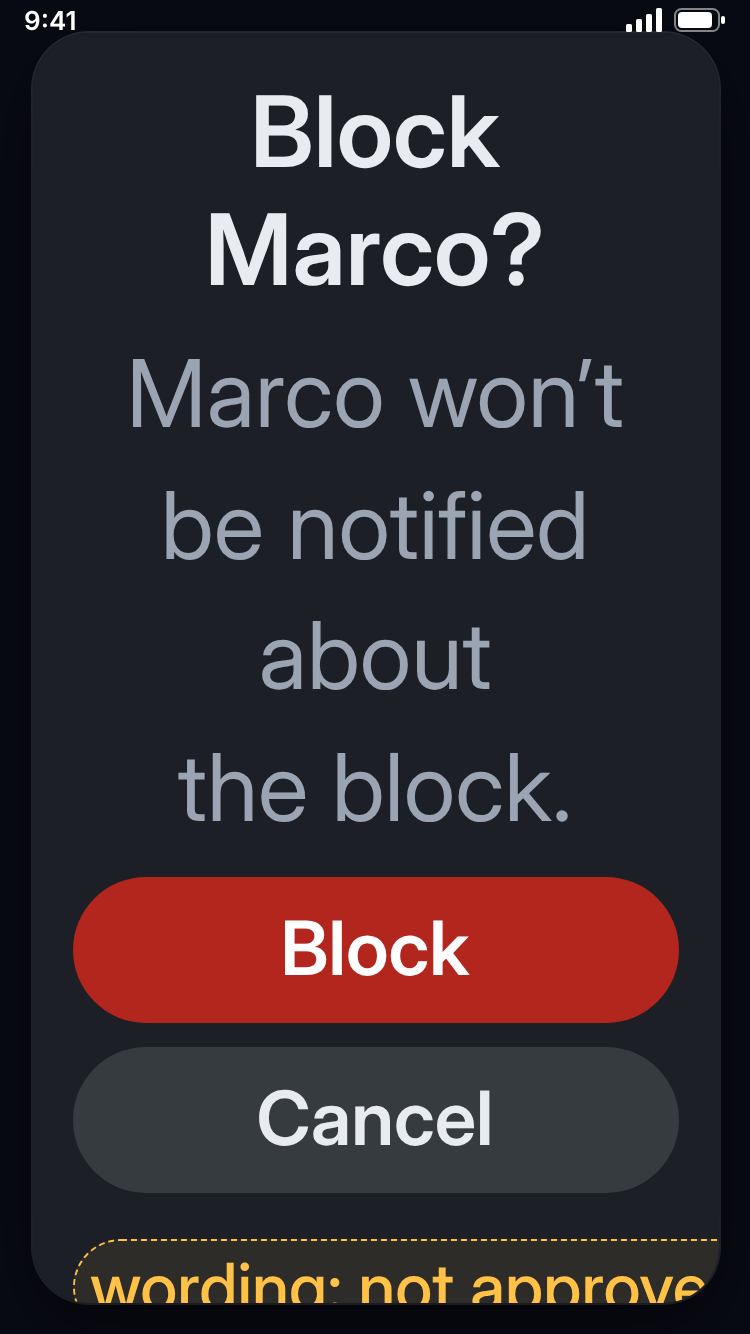 9:41
Block
Marco?
Marco won’t
be notified
about
the block.
Block
Cancel
wording: not approve